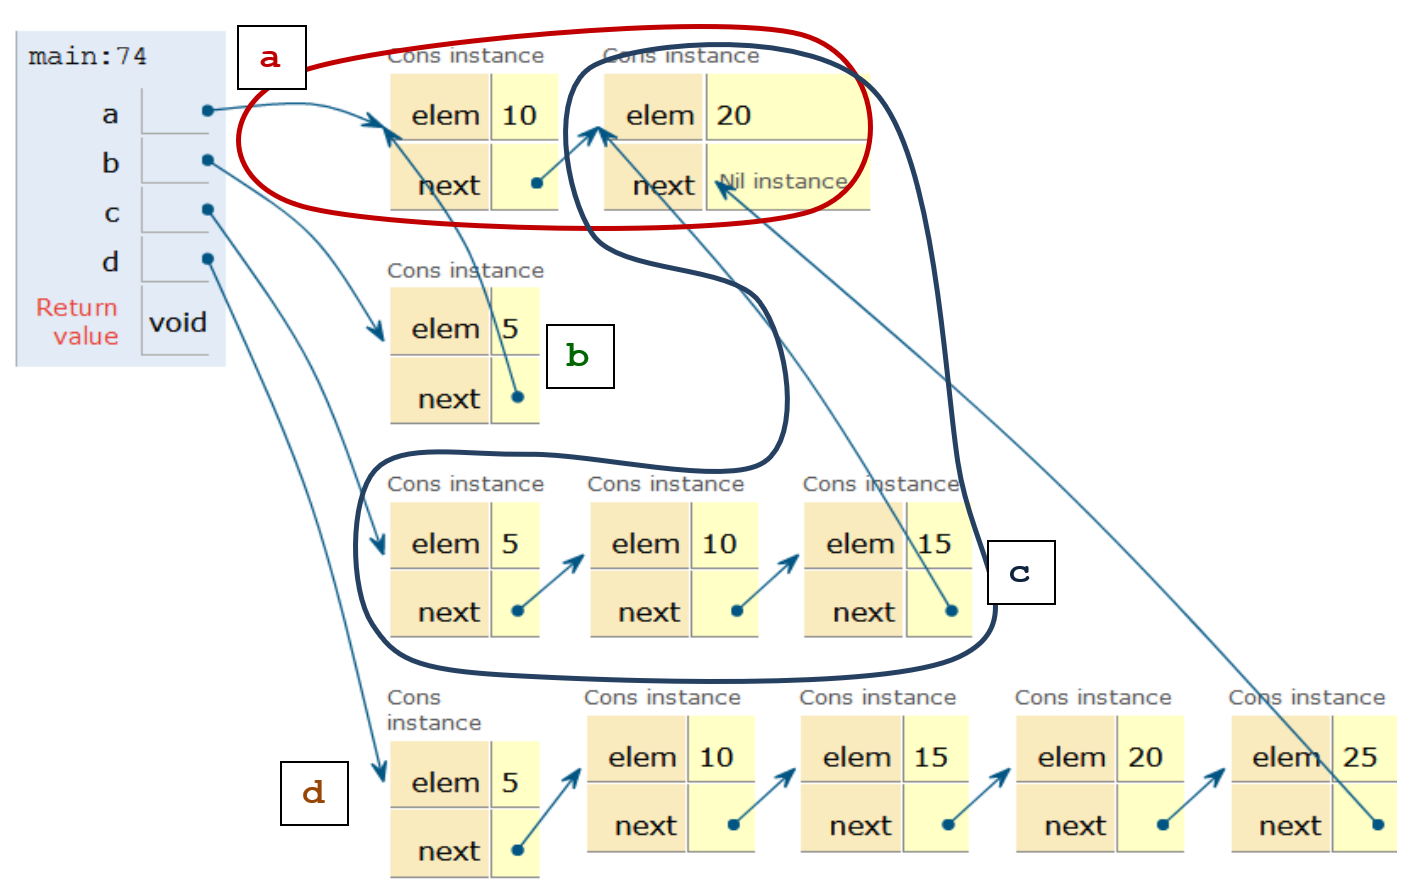 main:74
a
b
c
d
Return
value
void
a
Cons instance
elem 10
next
Cons instance
elem 20
next Nil instance
Cons instance
elem 5
next
b
Cons instance
elem 5
next
Cons instance
elem 10
next
Cons instance
elem 15
next
c
d
Cons
instance
elem 5
next
Cons instance
elem 10
next
Cons instance
elem 15
next
Cons instance
elem 20
next
Cons instance
elem 25
next